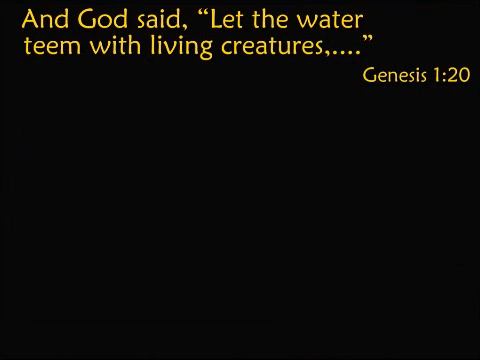 And God said, “Let the water
teem with living creatures,....”
Genesis 1:20